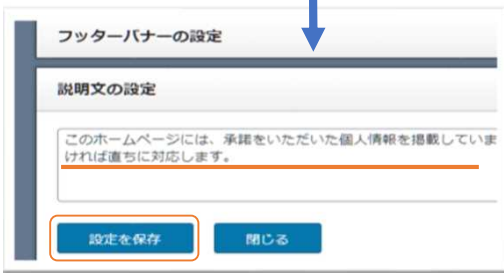 フッターバナーの設定
説明文の設定
このホームページには、承諾をいただいた個人情報を掲載していま
ければ直ちに対応します。
設定を保存
閉じる